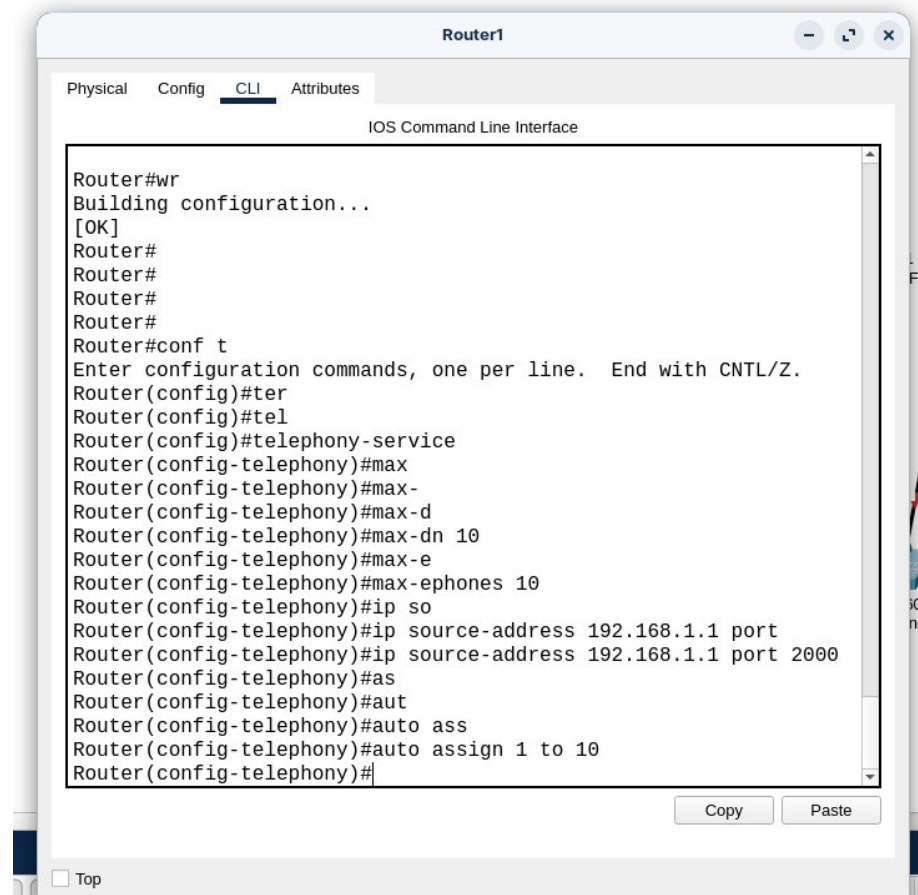 Router1
Physical Config CLI Attributes
IOS Command Line Interface
Router#wr
Building configuration...
[OK]
Router#
Router#
Router#
Router#
Router#conf t
Enter configuration commands, one per line.  End with CNTL/Z.
Router(config)#ter
Router(config)#tel
Router(config)#telephony-service
Router(config-telephony)#max
Router(config-telephony)#max-
Router(config-telephony)#max-d
Router(config-telephony)#max-dn 10
Router(config-telephony)#max-e
Router(config-telephony)#max-ephones 10
Router(config-telephony)#ip so
Router(config-telephony)#ip source-address 192.168.1.1 port
Router(config-telephony)#ip source-address 192.168.1.1 port 2000
Router(config-telephony)#as
Router(config-telephony)#aut
Router(config-telephony)#auto ass
Router(config-telephony)#auto assign 1 to 10
Router(config-telephony)#
Copy Paste
Top